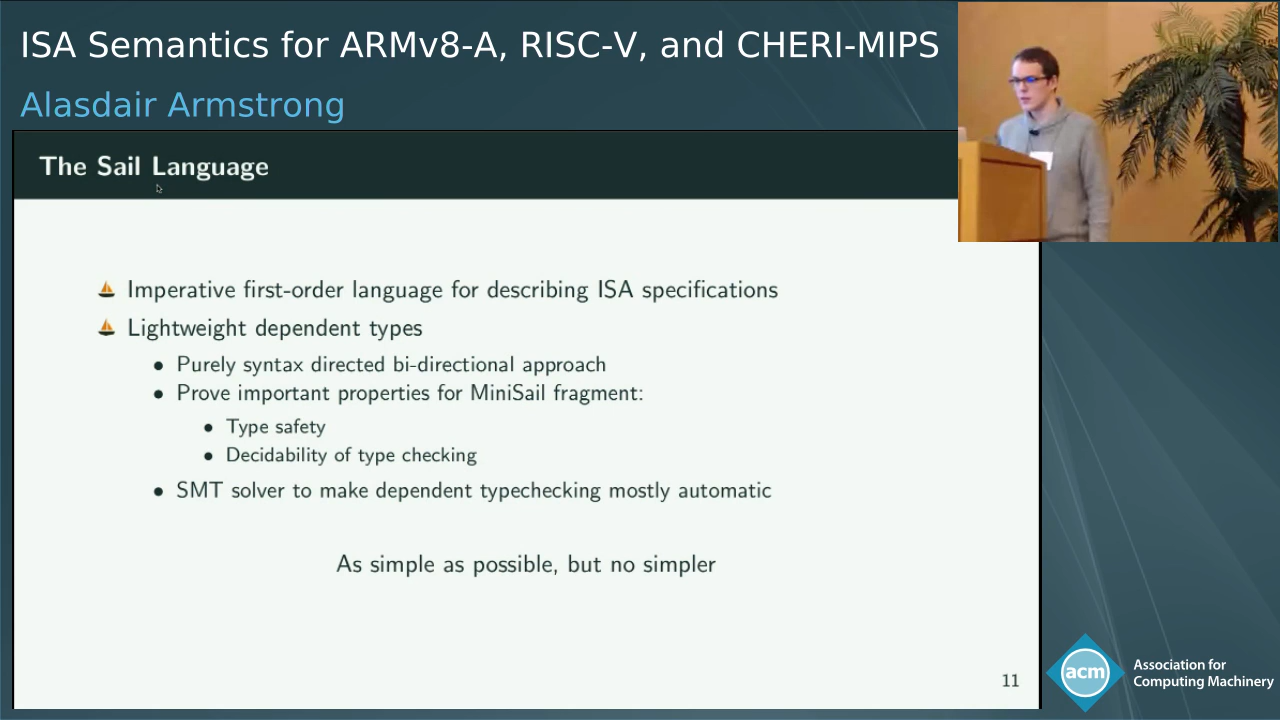 ISA Semantics for ARMv8-A, RISC-V, and CHERI-MIPS
Alasdair Armstrong
The Sail Language
Imperative first-order language for describing ISA specifications
Lightweight dependent types
• Purely syntax directed bi-directional approach
• Prove important properties for MiniSail fragment:
• Type safety
• Decidability of type checking
• SMT solver to make dependent typechecking mostly automatic
As simple as possible, but no simpler
11
acm
Association for
Computing Machinery